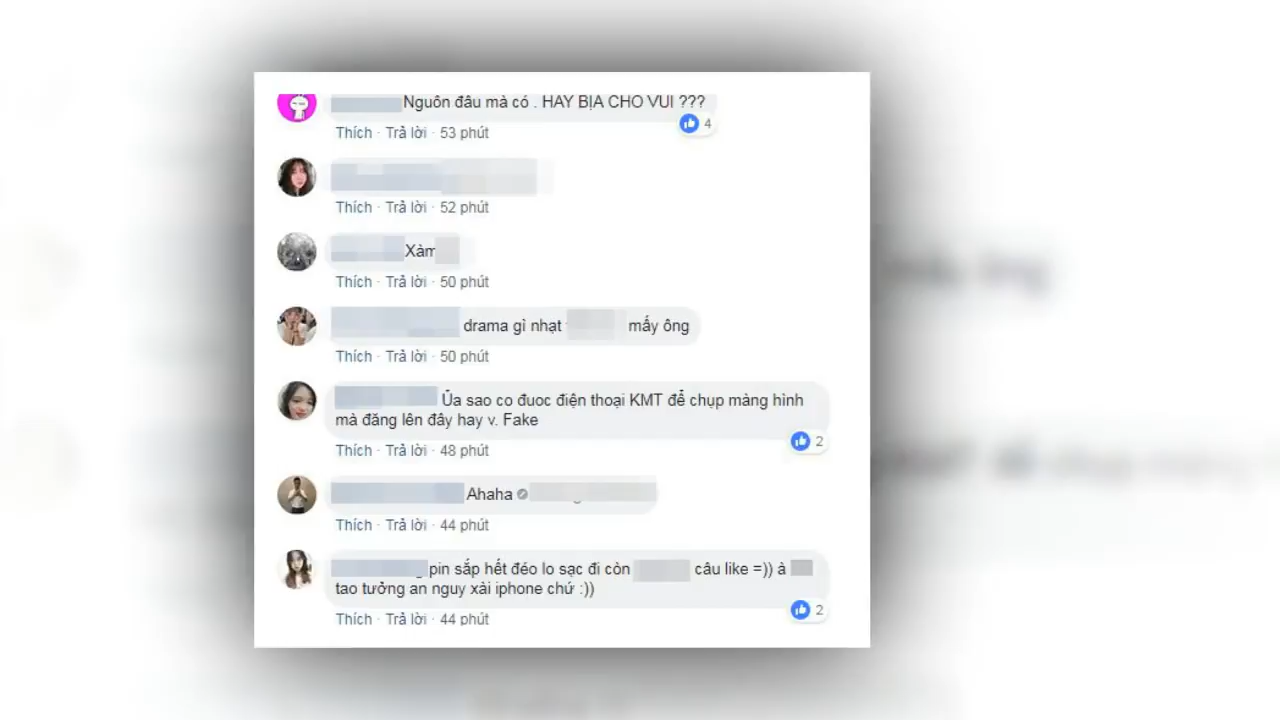 Nguôn đâu mà có . HAY BỊA CHO VUI ???
4
Thích · Trả lời · 53 phút
Thích · Trả lời · 52 phút
Xàm
Thích · Trả lời · 50 phút
drama gì nhạt mấy ông
Thích · Trả lời · 50 phút
Ủa sao co đuoc điện thoại KMT để chụp màng hình
mà đăng lên đây hay v. Fake
2
Thích · Trả lời · 48 phút
Ahaha
Thích · Trả lời · 44 phút
pin sắp hết đéo lo sạc đi còn câu like =)) à
tao tưởng an nguy xài iphone chứ :))
2
Thích · Trả lời · 44 phút